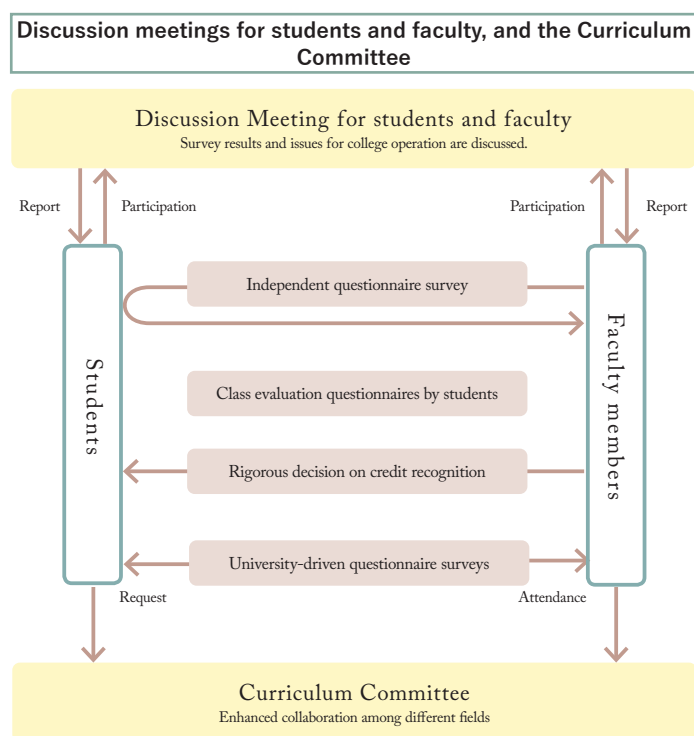 Discussion meetings for students and faculty, and the Curriculum
Committee
Discussion Meeting for students and faculty
Survey results and issues for college operation are discussed.
Report
Participation
Participation
Report
Independent questionnaire survey
Students
Faculty members
Class evaluation questionnaires by students
Rigorous decision on credit recognition
University-driven questionnaire surveys
Request
Attendance
Curriculum Committee
Enhanced collaboration among different fields